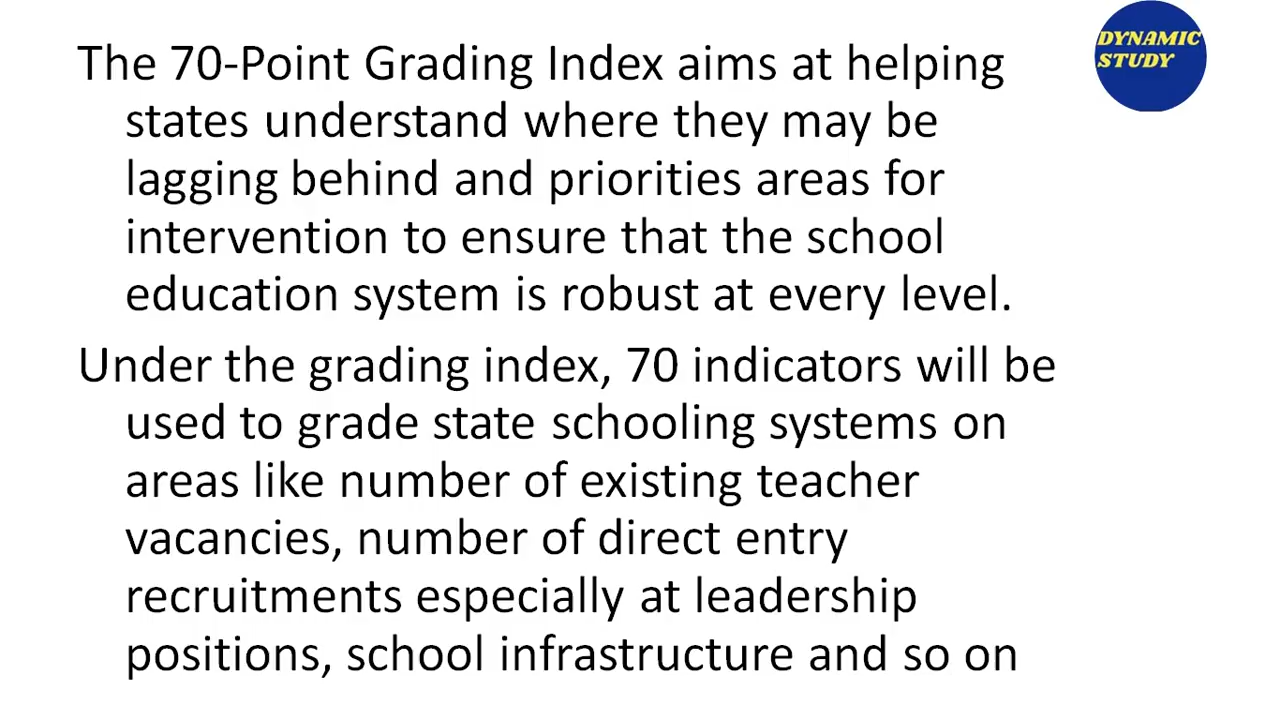 The 70-Point Grading Index aims at helping
states understand where they may be
lagging behind and priorities areas for
intervention to ensure that the school
education system is robust at every level.
Under the grading index, 70 indicators will be
used to grade state schooling systems on
areas like number of existing teacher
vacancies, number of direct entry
recruitments especially at leadership
positions, school infrastructure and so on
DYNAMIC
STUDY